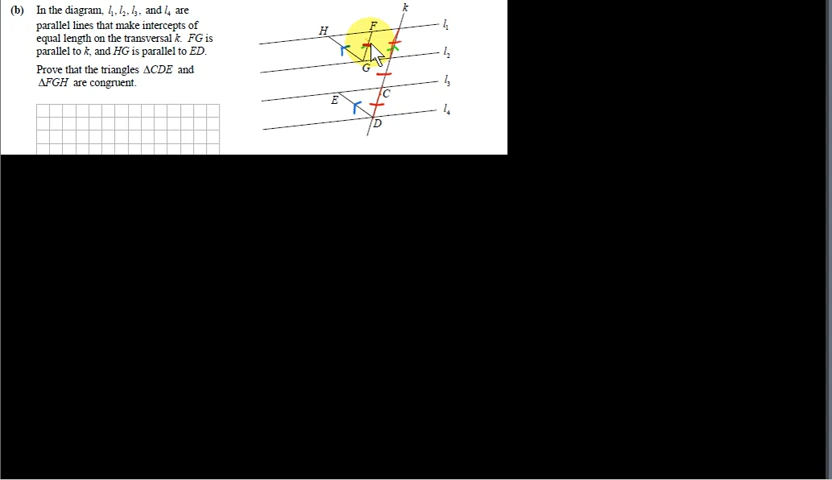 (b) In the diagram, l₁, l₂, l₃, and l₄ are
parallel lines that make intercepts of
equal length on the transversal k. FG is
parallel to k, and HG is parallel to ED.
Prove that the triangles ΔCDE and
ΔFGH are congruent.
k
H
F
l₁
G
l₂
E
C
l₃
D
l₄